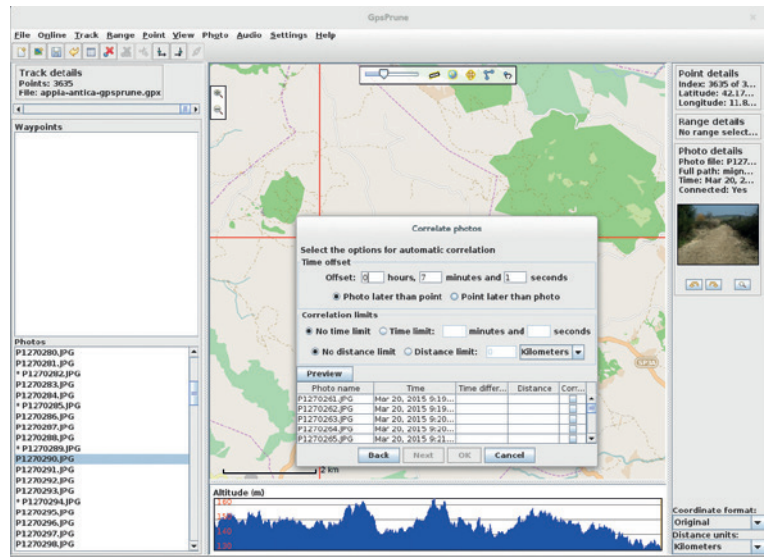 GpsPrune
File Online Track Range Point View Photo Audio Settings Help
Track details
Points: 3635
File: appia-antica-gpsprune.gpx
Waypoints
Photos
P1270280.JPG
P1270281.JPG
* P1270282.JPG
P1270283.JPG
P1270284.JPG
* P1270285.JPG
P1270286.JPG
P1270287.JPG
P1270288.JPG
* P1270289.JPG
P1270290.JPG
P1270291.JPG
P1270292.JPG
P1270293.JPG
* P1270294.JPG
P1270295.JPG
P1270296.JPG
P1270297.JPG
P1270298.JPG
Correlate photos
Select the options for automatic correlation
Time offset
Offset: 0 hours, 7 minutes and 1 seconds
Photo later than point Point later than photo
Correlation limits
No time limit Time limit: minutes and seconds
No distance limit Distance limit: 0 Kilometers
Preview
Photo name Time Time differ... Distance Corr...
P1270261.JPG Mar 20, 2015 9:19...
P1270262.JPG Mar 20, 2015 9:19...
P1270263.JPG Mar 20, 2015 9:20...
P1270264.JPG Mar 20, 2015 9:20...
P1270265.JPG Mar 20, 2015 9:21...
Back Next OK Cancel
2 km
Altitude (m)
130
Point details
Index: 3635 of 3...
Latitude: 42.17...
Longitude: 11.8...
Range details
No range select...
Photo details
Photo file: P127...
Full path: mign...
Time: Mar 20, 2...
Connected: Yes
Coordinate format:
Original
Distance units:
Kilometers